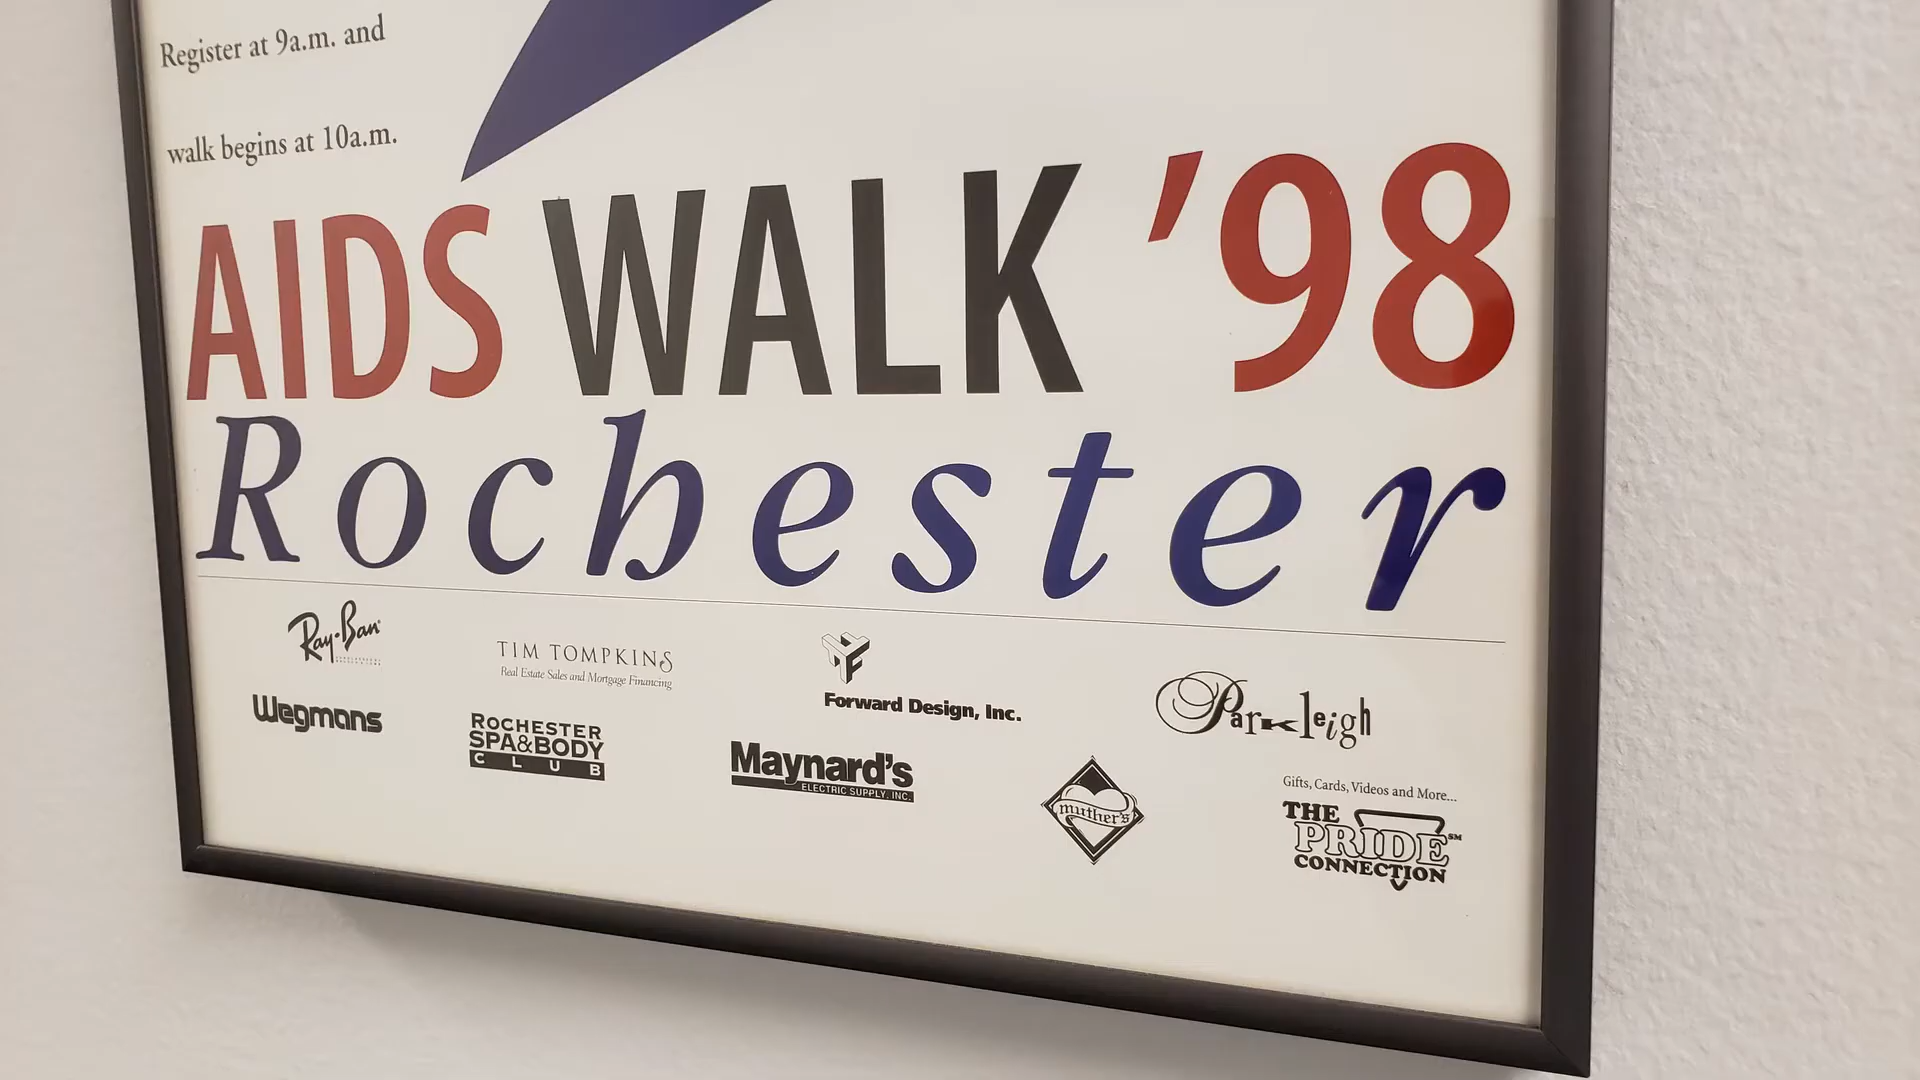 Register at 9a.m. and
walk begins at 10a.m.
AIDS WALK ’98
Rochester
Ray-Ban
TIM TOMPKINS
Real Estate Sales and Mortgage Financing
Forward Design, Inc.
Parkleigh
Wegmans
ROCHESTER
SPA&BODY
CLUB
Maynard's
ELECTRIC SUPPLY, INC.
muther's
Gifts, Cards, Videos and More...
THE
PRIDE SM
CONNECTION